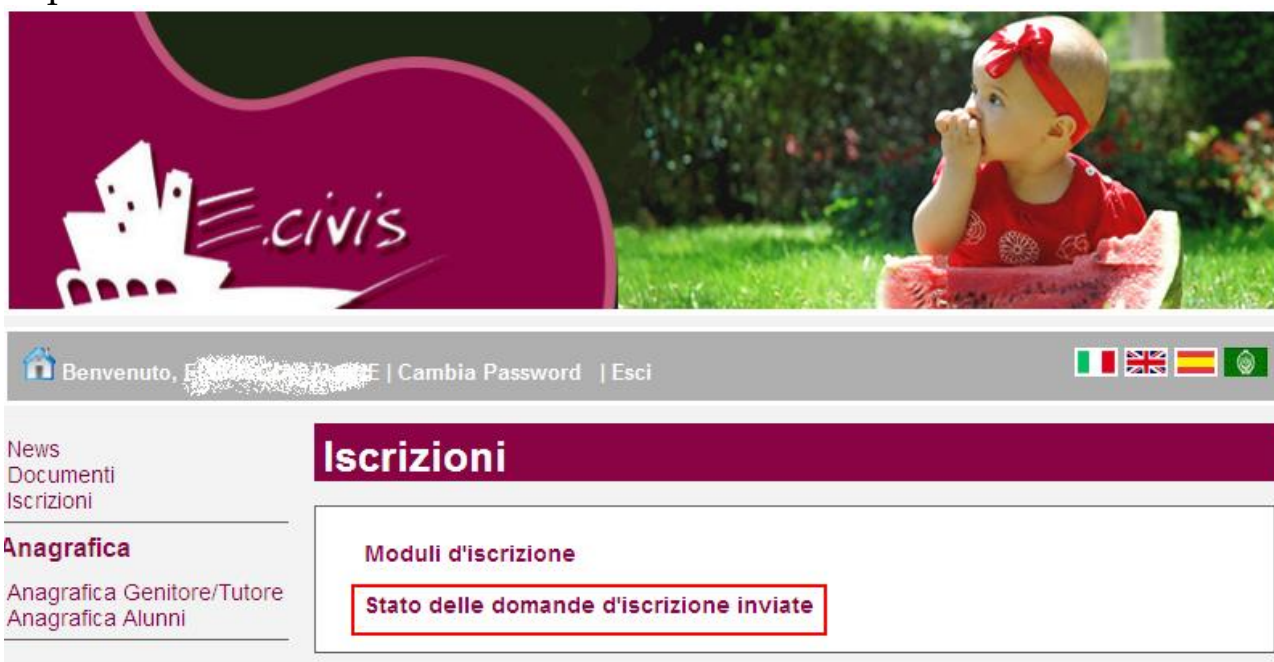 E.civis
Benvenuto, | Cambia Password | Esci
News
Documenti
Iscrizioni
Anagrafica
Anagrafica Genitore/Tutore
Anagrafica Alunni
Iscrizioni
Moduli d'iscrizione
Stato delle domande d'iscrizione inviate